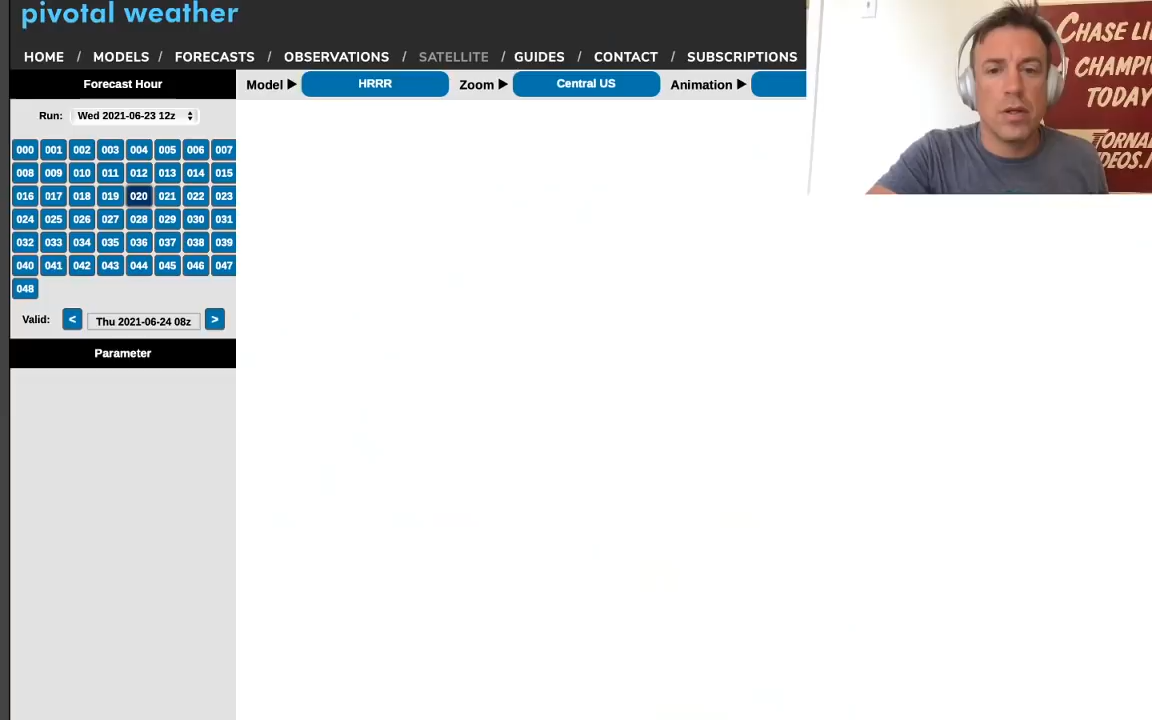 pivotal weather
HOME / MODELS / FORECASTS / OBSERVATIONS / SATELLITE / GUIDES / CONTACT / SUBSCRIPTIONS
Forecast Hour
Model ▶ HRRR Zoom ▶ Central US Animation ▶
Run: Wed 2021-06-23 12z
000 001 002 003 004 005 006 007
008 009 010 011 012 013 014 015
016 017 018 019 020 021 022 023
024 025 026 027 028 029 030 031
032 033 034 035 036 037 038 039
040 041 042 043 044 045 046 047
048
Valid: < Thu 2021-06-24 08z >
Parameter
CHASE
CHAMP
TODAY